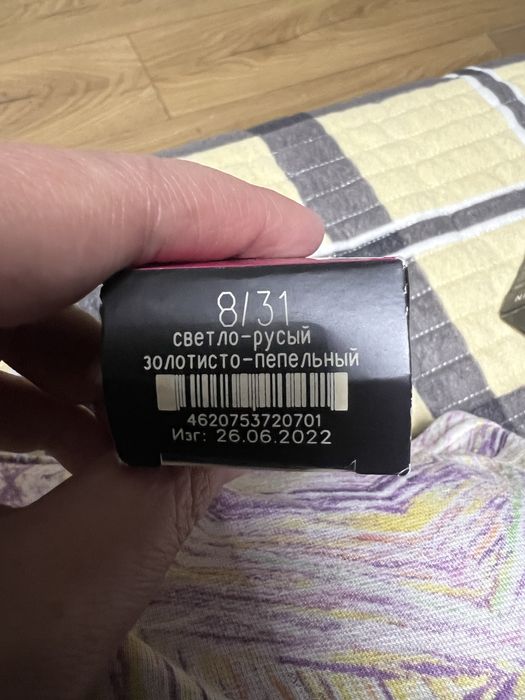 8/31
светло-русый
золотисто-пепельный
4620753720701
Изг: 26.06.2022